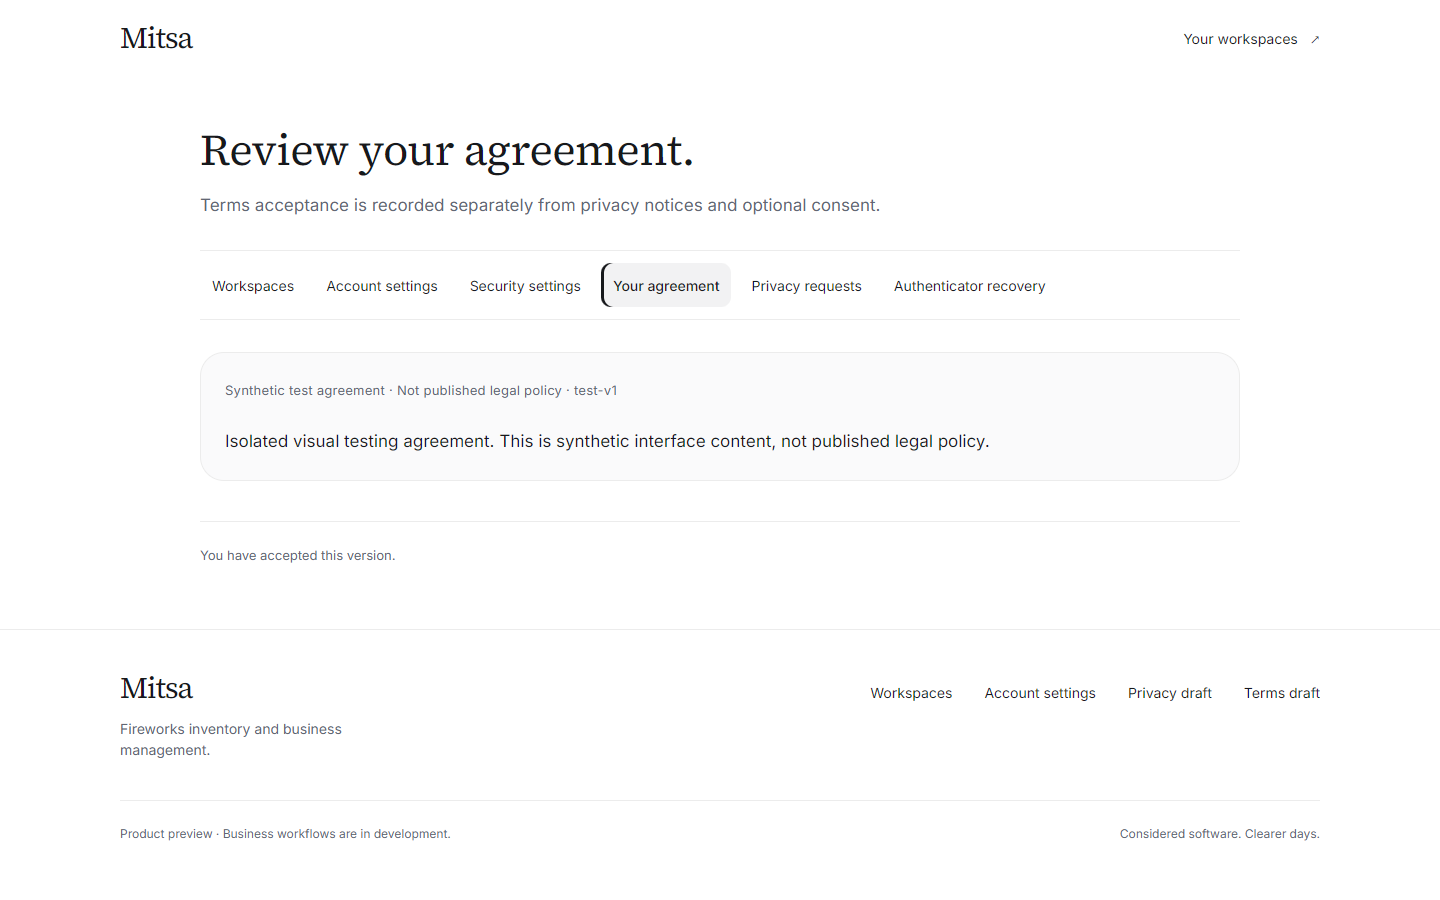 Mitsa
Your workspaces ↗
Review your agreement.
Terms acceptance is recorded separately from privacy notices and optional consent.
Workspaces
Account settings
Security settings
Your agreement
Privacy requests
Authenticator recovery
Synthetic test agreement · Not published legal policy · test-v1
Isolated visual testing agreement. This is synthetic interface content, not published legal policy.
You have accepted this version.
Mitsa
Fireworks inventory and business
management.
Workspaces
Account settings
Privacy draft
Terms draft
Product preview · Business workflows are in development.
Considered software. Clearer days.